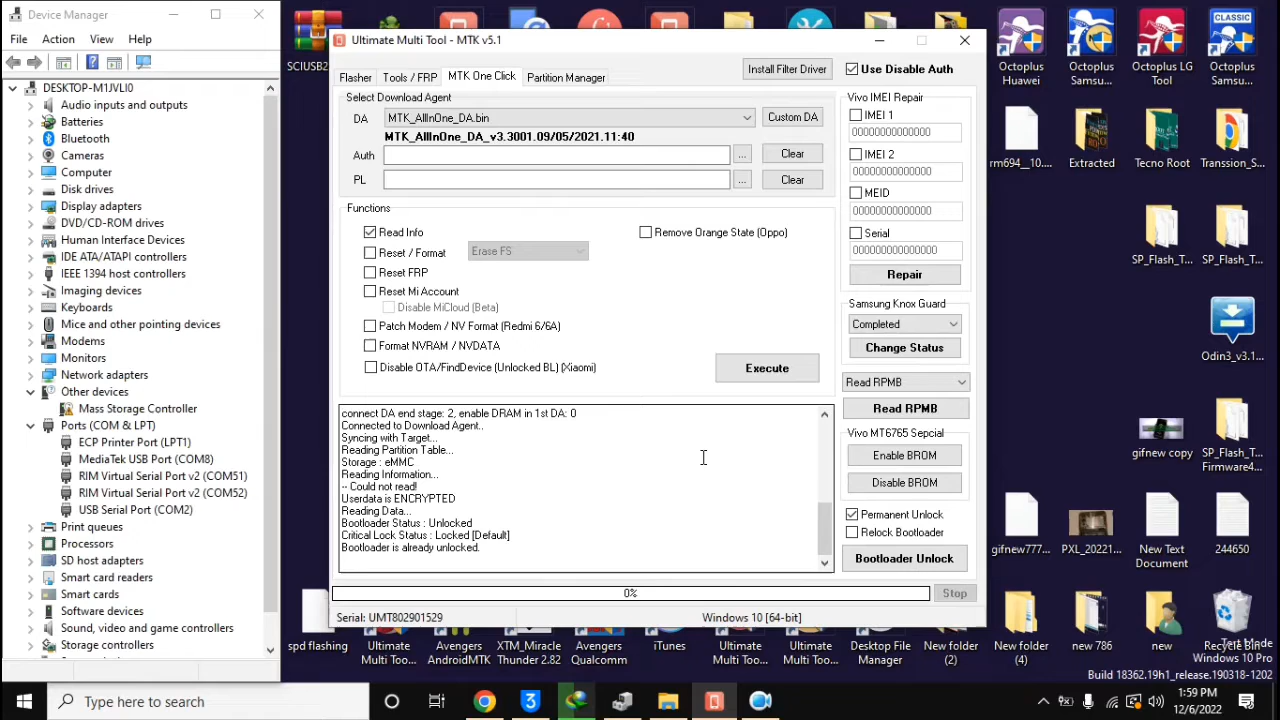 Device Manager
File Action View Help
DESKTOP-M1JVLI0
Audio inputs and outputs
Batteries
Bluetooth
Cameras
Computer
Disk drives
Display adapters
DVD/CD-ROM drives
Human Interface Devices
IDE ATA/ATAPI controllers
IEEE 1394 host controllers
Imaging devices
Keyboards
Mice and other pointing devices
Modems
Monitors
Network adapters
Other devices
Mass Storage Controller
Ports (COM & LPT)
ECP Printer Port (LPT1)
MediaTek USB Port (COM8)
RIM Virtual Serial Port v2 (COM51)
RIM Virtual Serial Port v2 (COM52)
USB Serial Port (COM2)
Print queues
Processors
SD host adapters
Smart card readers
Smart cards
Software devices
Sound, video and game controllers
Storage controllers
SCIUSB2
Ultimate Multi Tool - MTK v5.1
Flasher Tools / FRP MTK One Click Partition Manager
Install Filter Driver
Use Disable Auth
Select Download Agent
DA MTK_AllInOne_DA.bin Custom DA
MTK_AllInOne_DA_v3.3001.09/05/2021.11:40
Auth ... Clear
PL ... Clear
Functions
Read Info
Remove Orange State (Oppo)
Reset / Format Erase FS
Reset FRP
Reset Mi Account
Disable MiCloud (Beta)
Patch Modem / NV Format (Redmi 6/6A)
Format NVRAM / NVDATA
Disable OTA/FindDevice (Unlocked BL) [Xiaomi)
Execute
connect DA end stage: 2, enable DRAM in 1st DA: 0
Connected to Download Agent..
Syncing with Target...
Reading Partition Table...
Storage : eMMC
Reading Information...
-- Could not read!
Userdata is ENCRYPTED
Reading Data...
Bootloader Status : Unlocked
Critical Lock Status : Locked [Default]
Bootloader is already unlocked.
Vivo IMEI Repair
IMEI 1
00000000000000
IMEI 2
00000000000000
MEID
00000000000000
Serial
000000000000000
Repair
Samsung Knox Guard
Completed
Change Status
Read RPMB
Read RPMB
Vivo MT6765 Sepcial
Enable BROM
Disable BROM
Permanent Unlock
Relock Bootloader
Bootloader Unlock
0% Stop
Serial: UMT802901529
Windows 10 [64-bit]
Octoplus Huawei
Octoplus Samsu...
Octoplus LG Tool
CLASSIC
Octoplus Samsu...
rm694__10....
Extracted
Tecno Root
Transsion_S...
SP_Flash_T...
SP_Flash_T...
Odin3_v3.1...
gifnew copy
SP_Flash_T... Firmware4...
gifnew777...
PXL_20221...
New Text Document
244650
spd flashing
Ultimate Multi Too...
Avengers AndroidMTK
XTM_Miracle Thunder 2.82
Avengers Qualcomm
iTunes
Ultimate Multi Too...
Ultimate Multi Too...
Desktop File Manager
New folder (2)
New folder (4)
new 786
new
Test Mode
Windows 10 Pro
Build 18362.19h1_release.190318-1202
Type here to search
1:59 PM
12/6/2022